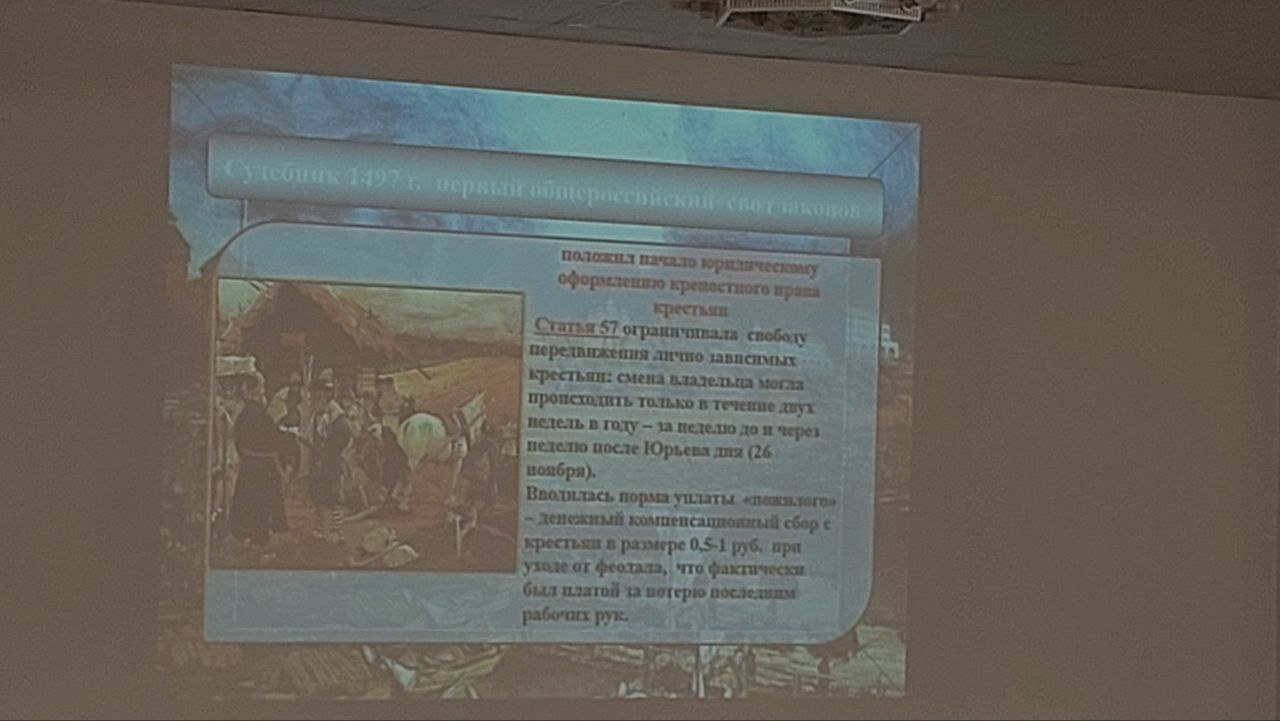 Судебник 1497 г. первый общероссийский свод законов
положил начало юридическому
оформлению крепостного права
крестьян
Статья 57 ограничивала свободу
передвижения лично зависимых
крестьян: смена владельца могла
происходить только в течение двух
недель в году – за неделю до и через
неделю после Юрьева дня (26
ноября).
Вводилась норма уплаты «пожилого»
– денежный компенсационный сбор с
крестьян в размере 0,5-1 руб. при
уходе от феодала, что фактически
был платой за потерю последним
рабочих рук.